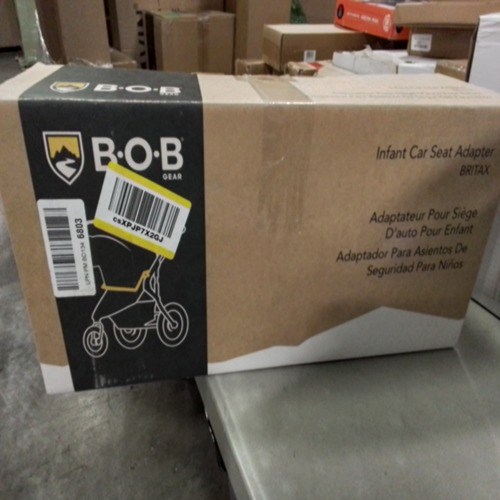 B·O·B
B·O·B
GEAR
csXPJP7X2GJ
6803
Infant Car Seat Adapter
BRITAX
Adaptateur Pour Siège
D'auto Pour Enfant
Adaptador Para Asientos De
Seguridad Para Niños